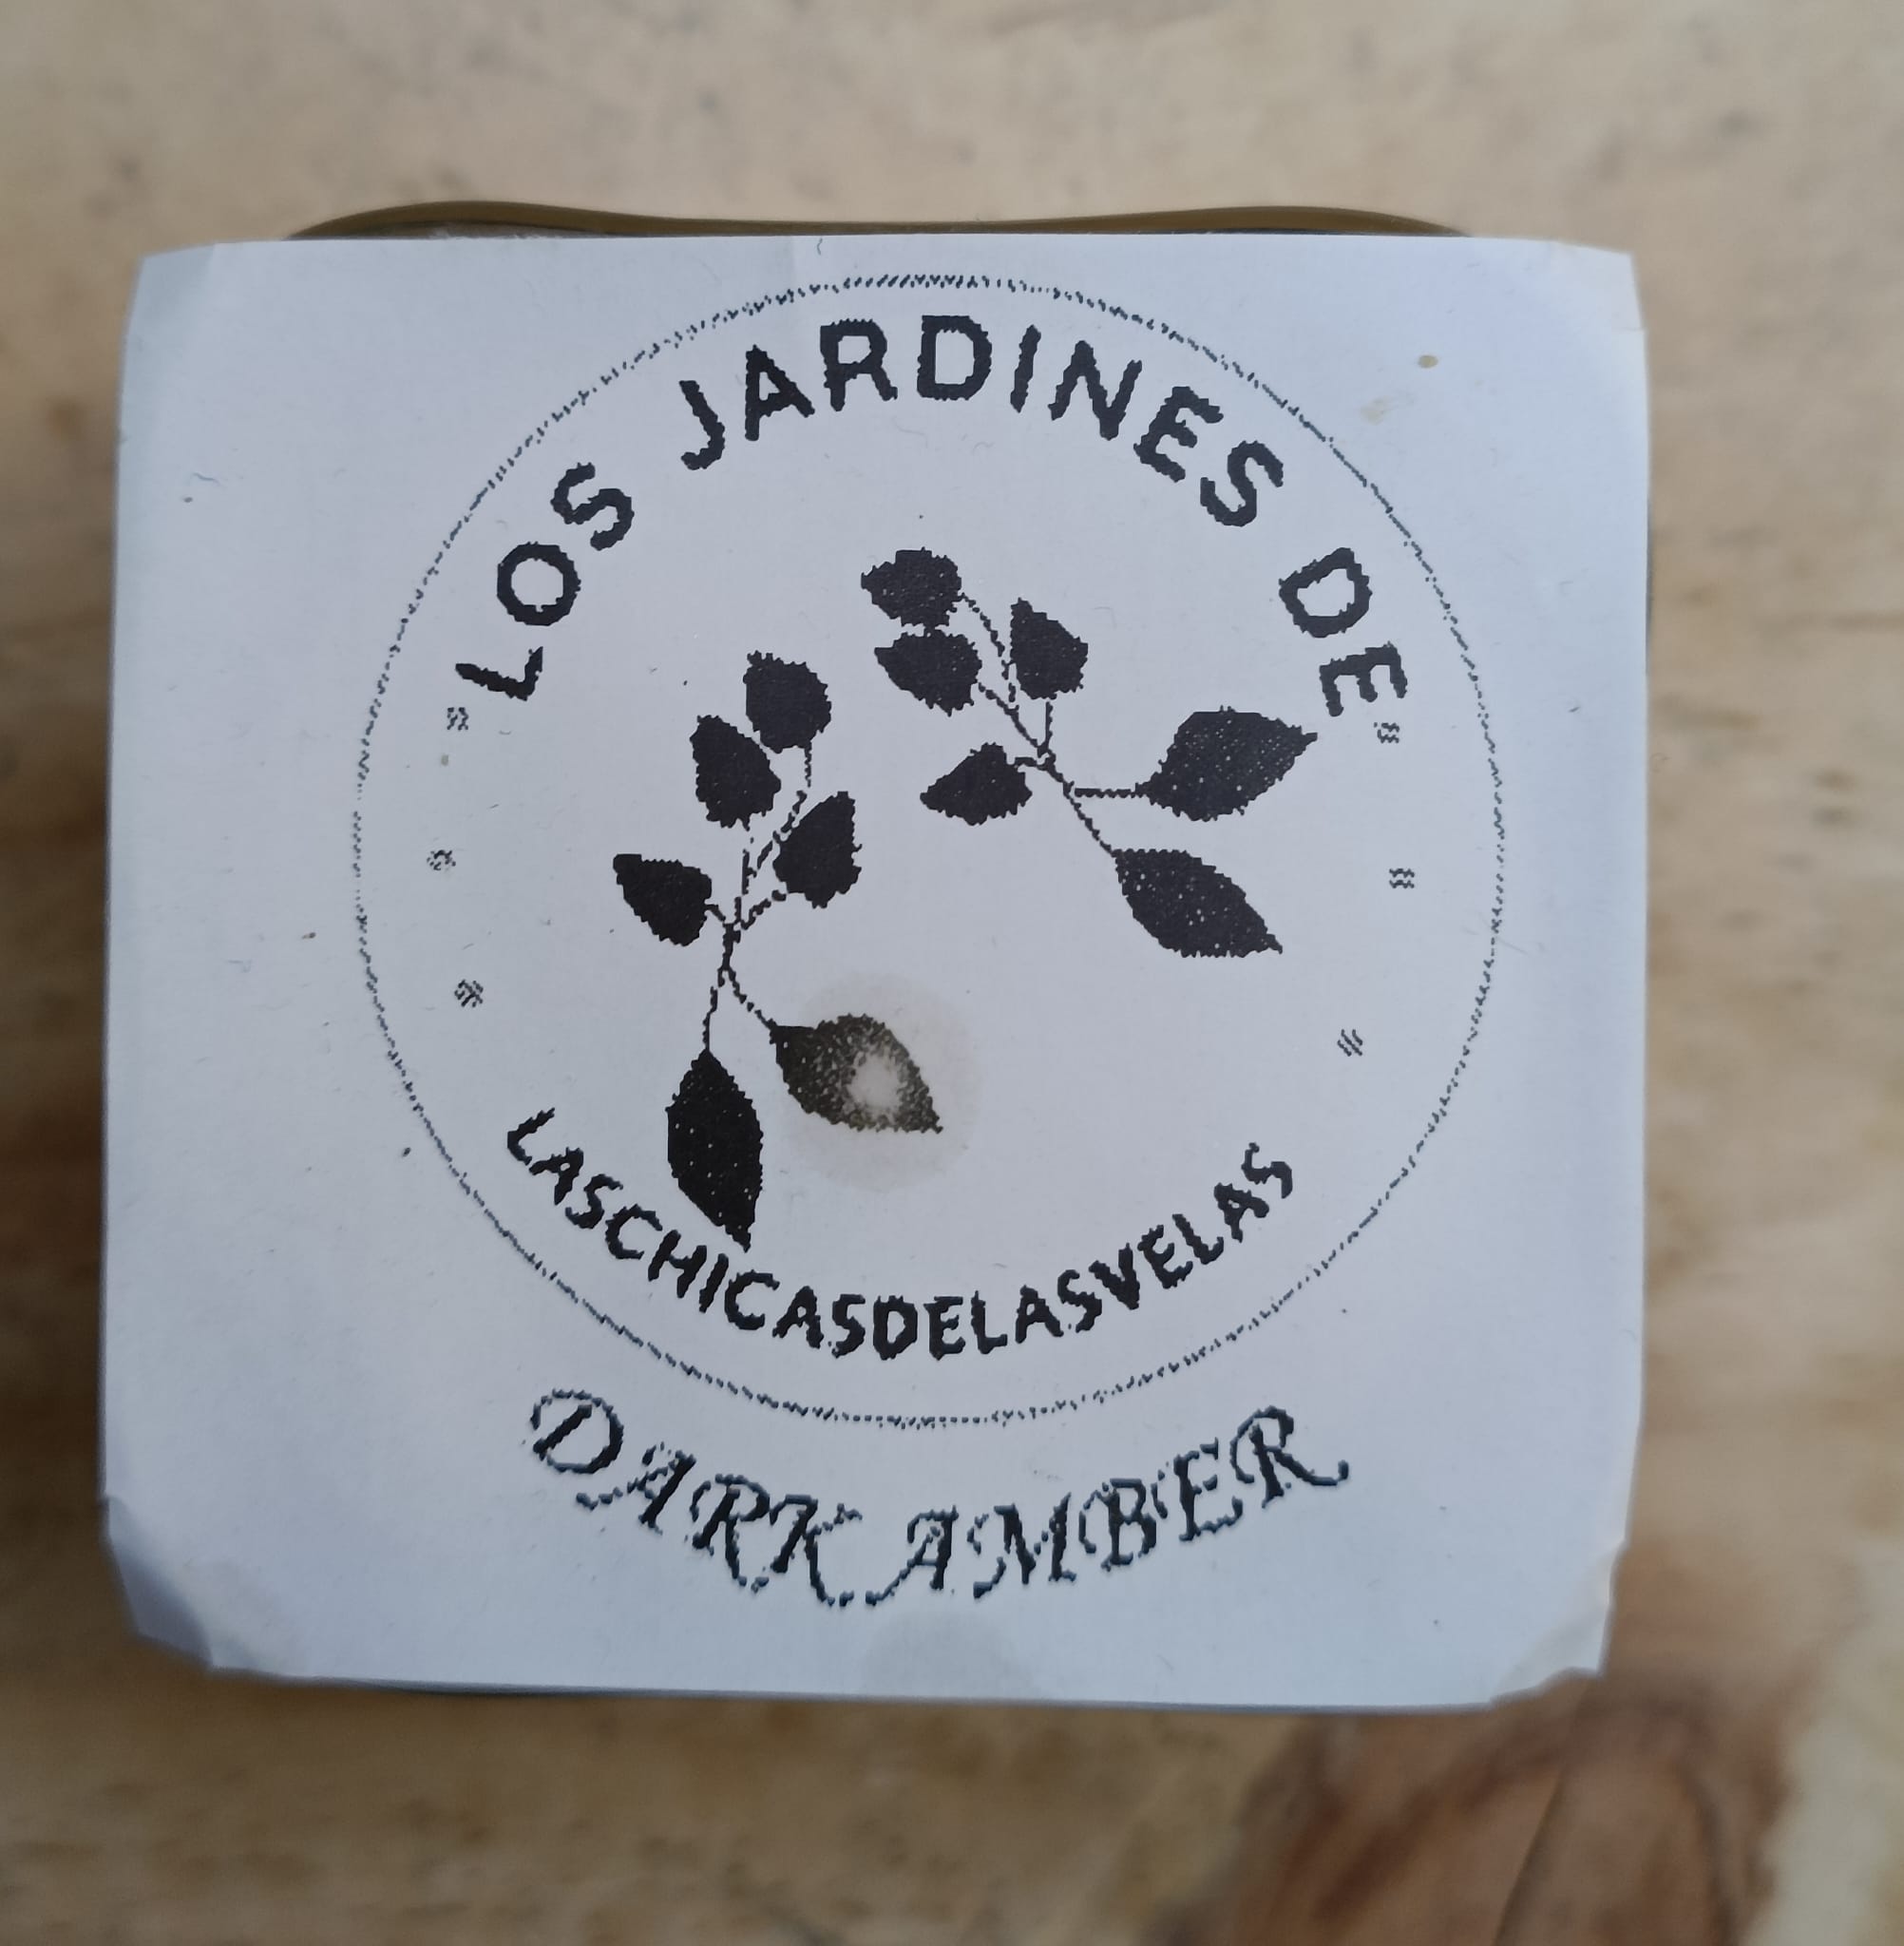 LOS JARDINES DE
LASCHICASDELASVELAS
DARK AMBER